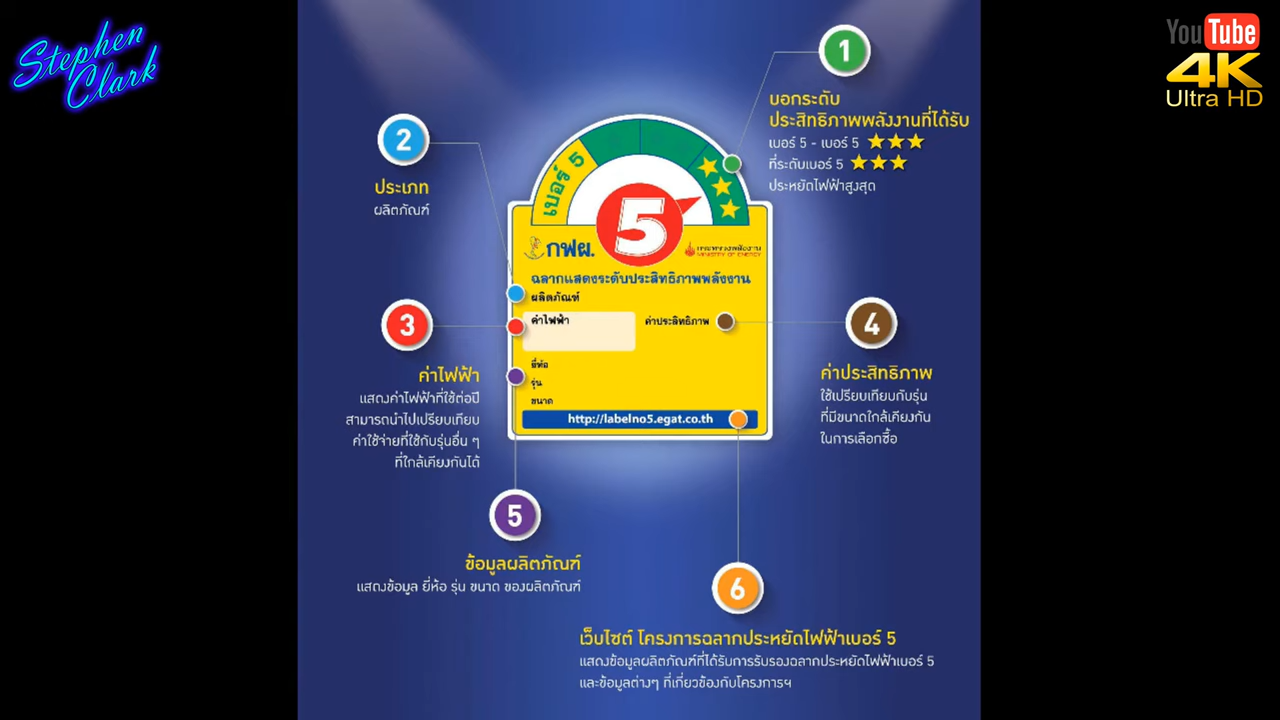 Stephen
Clark
YouTube
4K
Ultra HD
1
บอกระดับ
ประสิทธิภาพพลังงานที่ได้รับ
เบอร์ 5 - เบอร์ 5 ★★★
ที่ระดับเบอร์ 5 ★★★
ประหยัดไฟฟ้าสูงสุด
2
ประเภท
ผลิตภัณฑ์
เบอร์ 5
5
กฟผ.
กระทรวงพลังงาน
MINISTRY OF ENERGY
ฉลากแสดงระดับประสิทธิภาพพลังงาน
ผลิตภัณฑ์
ค่าไฟฟ้า
ค่าประสิทธิภาพ
ยี่ห้อ
รุ่น
ขนาด
http://labelno5.egat.co.th
3
ค่าไฟฟ้า
แสดงค่าไฟฟ้าที่ใช้ต่อปี
สามารถนำไปเปรียบเทียบ
ค่าใช้จ่ายที่ใช้กับรุ่นอื่น ๆ
ที่ใกล้เคียงกันได้
4
ค่าประสิทธิภาพ
ใช้เปรียบเทียบกับรุ่น
ที่มีขนาดใกล้เคียงกัน
ในการเลือกซื้อ
5
ข้อมูลผลิตภัณฑ์
แสดงข้อมูล ยี่ห้อ รุ่น ขนาด ของผลิตภัณฑ์
6
เว็บไซต์ โครงการฉลากประหยัดไฟฟ้าเบอร์ 5
แสดงข้อมูลผลิตภัณฑ์ที่ได้รับการรับรองฉลากประหยัดไฟฟ้าเบอร์ 5
และข้อมูลต่างๆ ที่เกี่ยวข้องกับโครงการฯ